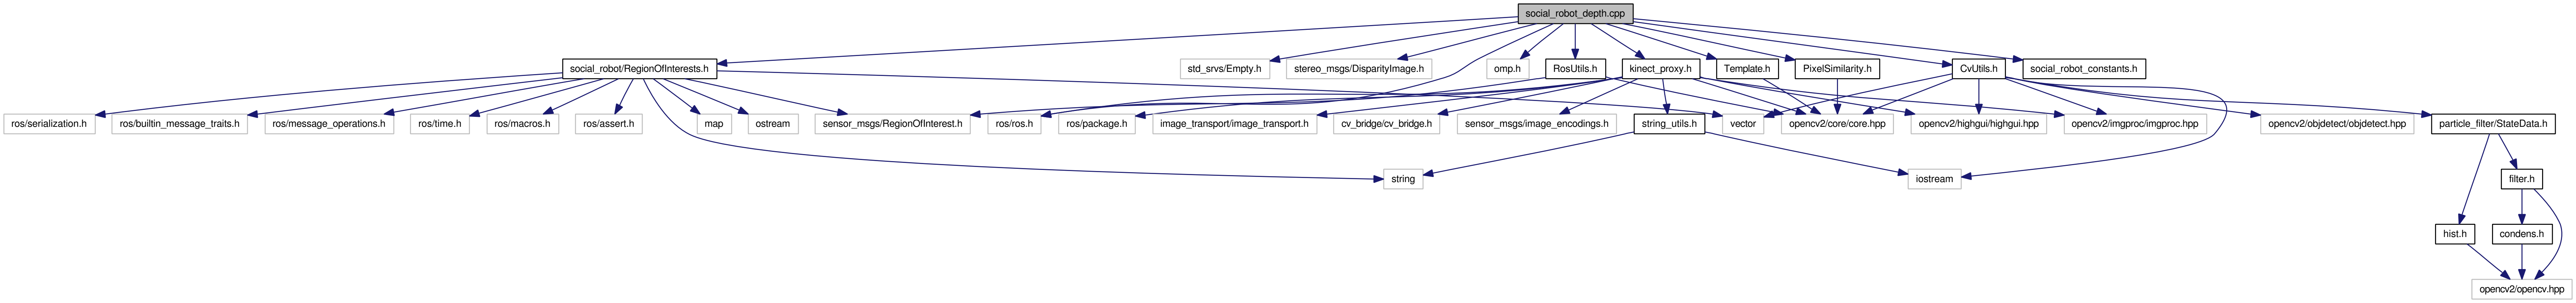 social_robot_depth.cpp
social_robot/RegionOfInterests.h
std_srvs/Empty.h
stereo_msgs/DisparityImage.h
omp.h
RosUtils.h
kinect_proxy.h
Template.h
PixelSimilarity.h
CvUtils.h
social_robot_constants.h
ros/serialization.h
ros/builtin_message_traits.h
ros/message_operations.h
ros/time.h
ros/macros.h
ros/assert.h
map
ostream
sensor_msgs/RegionOfInterest.h
ros/ros.h
ros/package.h
image_transport/image_transport.h
cv_bridge/cv_bridge.h
sensor_msgs/image_encodings.h
string_utils.h
vector
opencv2/core/core.hpp
opencv2/highgui/highgui.hpp
opencv2/imgproc/imgproc.hpp
opencv2/objdetect/objdetect.hpp
particle_filter/StateData.h
string
iostream
filter.h
hist.h
condens.h
opencv2/opencv.hpp